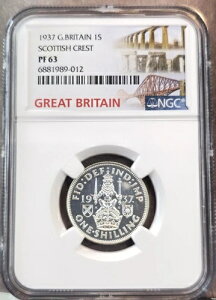 1937 G.BRITAIN 1S
SCOTTISH CREST
PF 63
6881989-012
GREAT BRITAIN
NGC
FID·DEF·IND·IMP
19 37
ONE·SHILLING